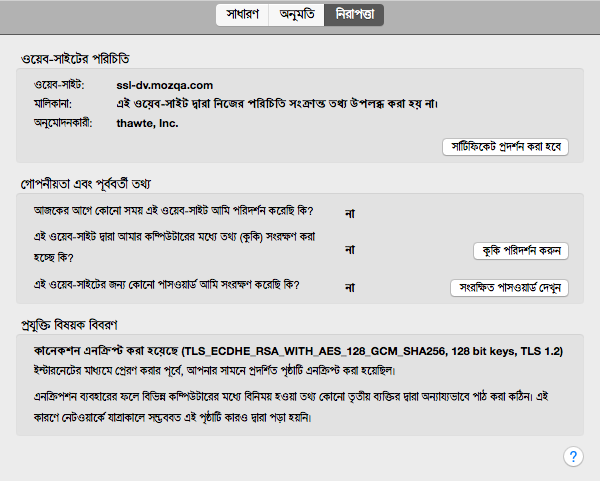 সাধারণ অনুমতি নিরাপত্তা
ওয়েব-সাইটের পরিচিতি
ওয়েব-সাইট: ssl-dv.mozqa.com
মালিকানা: এই ওয়েব-সাইট দ্বারা নিজের পরিচিতি সংক্রান্ত তথ্য উপলব্ধ করা হয় না।
অনুমোদনকারী: thawte, Inc.
সার্টিফিকেট প্রদর্শন করা হবে
গোপনীয়তা এবং পূর্ববর্তী তথ্য
আজকের আগে কোনো সময় এই ওয়েব-সাইট আমি পরিদর্শন করেছি কি? না
এই ওয়েব-সাইট দ্বারা আমার কম্পিউটারের মধ্যে তথ্য (কুকি) সংরক্ষণ করা
হচ্ছে কি? না কুকি পরিদর্শন করুন
এই ওয়েব-সাইটের জন্য কোনো পাসওয়ার্ড আমি সংরক্ষণ করেছি কি? না সংরক্ষিত পাসওয়ার্ড দেখুন
প্রযুক্তি বিষয়ক বিবরণ
কানেকশন এনক্রিপ্ট করা হয়েছে (TLS_ECDHE_RSA_WITH_AES_128_GCM_SHA256, 128 bit keys, TLS 1.2)
ইন্টারনেটের মাধ্যমে প্রেরণ করার পূর্বে, আপনার সামনে প্রদর্শিত পৃষ্ঠাটি এনক্রিপ্ট করা হয়েছিল।
এনক্রিপশন ব্যবহারের ফলে বিভিন্ন কম্পিউটারের মধ্যে বিনিময় হওয়া তথ্য কোনো তৃতীয় ব্যক্তির দ্বারা অন্যায্যভাবে পাঠ করা কঠিন। এই
কারণে নেটওয়ার্কে যাত্রাকালে সম্ভববত এই পৃষ্ঠাটি কারও দ্বারা পড়া হয়নি।
?